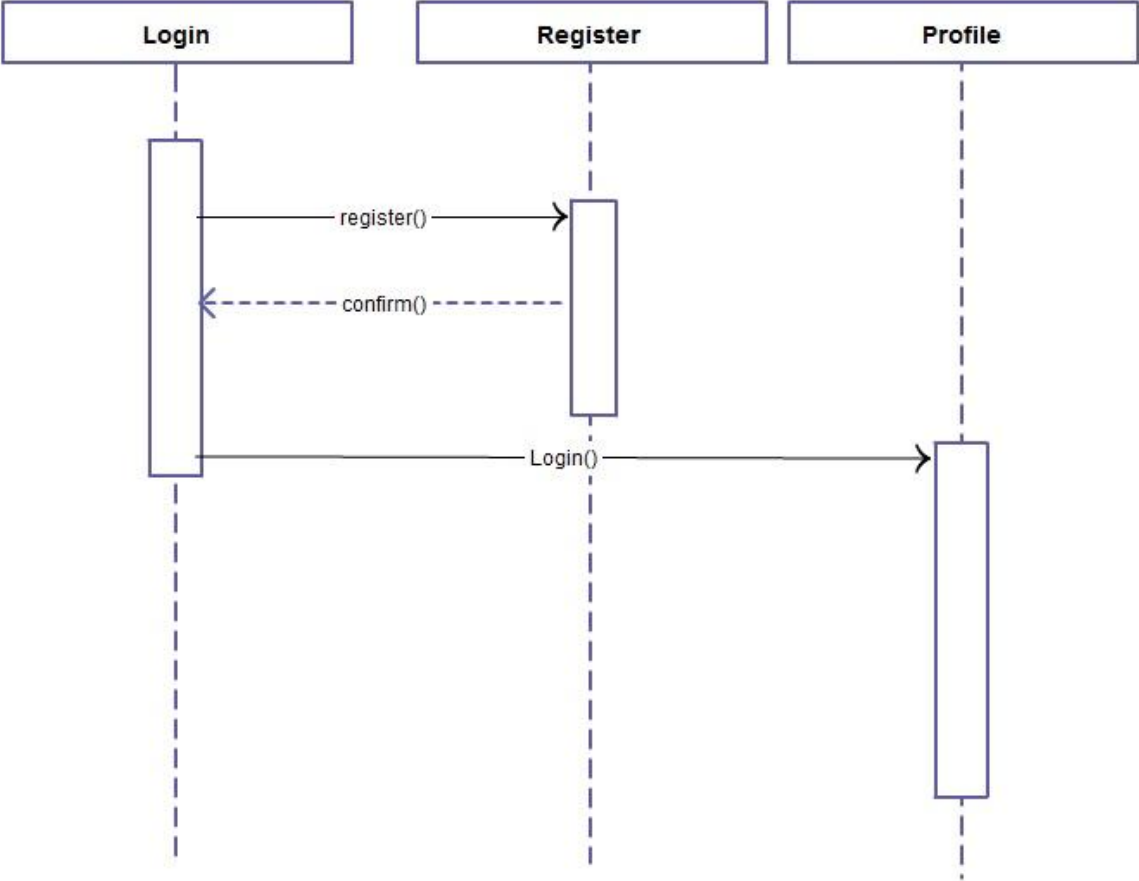 Login
Register
Profile
register()
confirm()
Login()